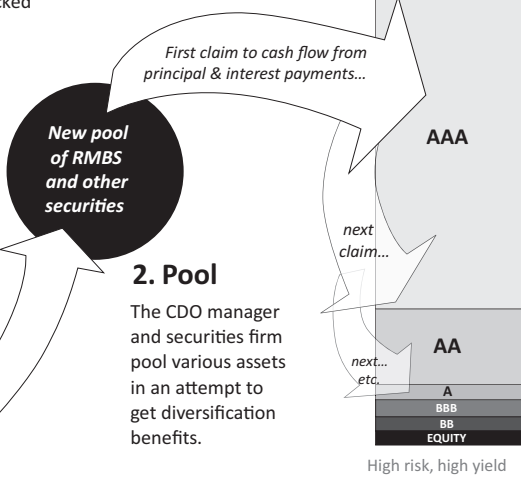 First claim to cash flow from
principal & interest payments...
New pool
of RMBS
and other
securities
AAA
next
claim...
2. Pool
The CDO manager
and securities firm
pool various assets
in an attempt to
get diversification
benefits.
AA
next...
etc.
A
BBB
BB
EQUITY
High risk, high yield